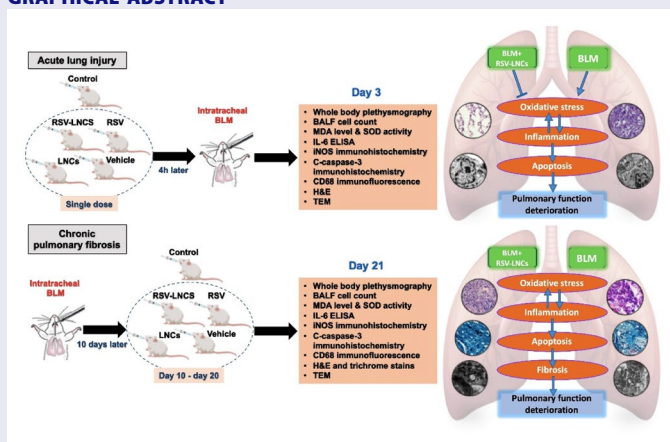 GRAPHICAL ABSTRACT
Acute lung injury
Control
RSV-LNCS RSV
LNCs Vehicle
Single dose
4h later
Intratracheal
BLM
Day 3
• Whole body plethysmography
• BALF cell count
• MDA level & SOD activity
• IL-6 ELISA
• iNOS immunohistochemistry
• C-caspase-3
immunohistochemistry
• CD68 immunofluorescence
• H&E
• TEM
BLM+
RSV-LNCs
BLM
Oxidative stress
Inflammation
Apoptosis
Pulmonary function
deterioration
Chronic
pulmonary fibrosis
Intratracheal
BLM
10 days later
Control
RSV-LNCS RSV
LNCs Vehicle
Day 10 - day 20
Day 21
• Whole body plethysmography
• BALF cell count
• MDA level & SOD activity
• IL-6 ELISA
• iNOS immunohistochemistry
• C-caspase-3
immunohistochemistry
• CD68 immunofluorescence
• H&E and trichrome stains
• TEM
BLM+
RSV-LNCs
BLM
Oxidative stress
Inflammation
Apoptosis
Fibrosis
Pulmonary function
deterioration